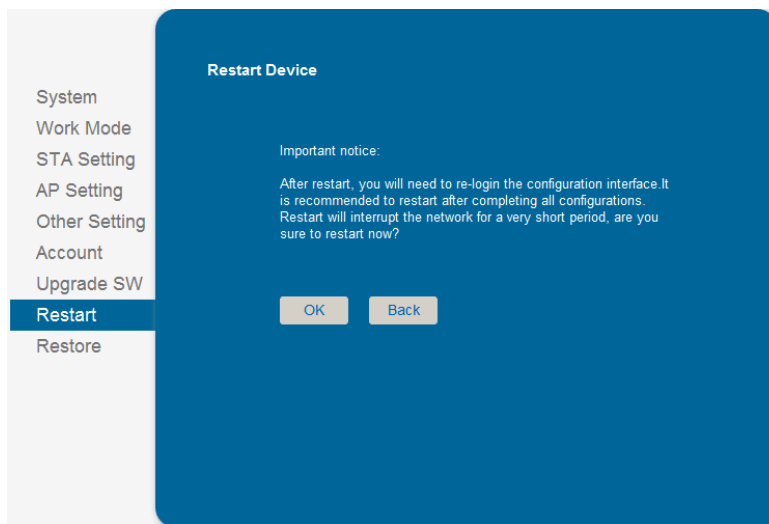 Restart Device
System
Work Mode
STA Setting
AP Setting
Other Setting
Account
Upgrade SW
Restart
Restore
Important notice:
After restart, you will need to re-login the configuration interface.It
is recommended to restart after completing all configurations.
Restart will interrupt the network for a very short period, are you
sure to restart now?
OK Back